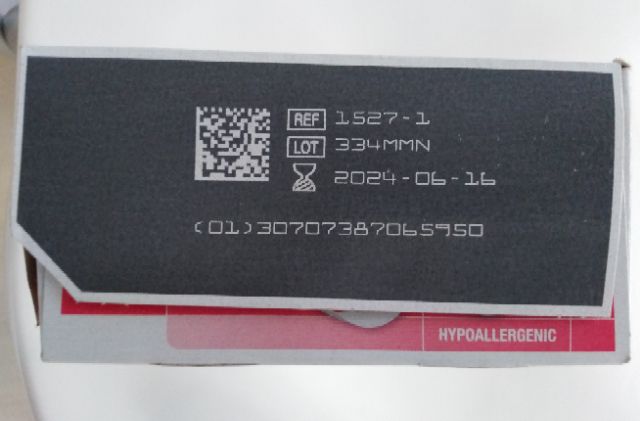 REF 1527-1
LOT 334MMN
2024-06-16
(01)30707387065950
HYPOALLERGENIC